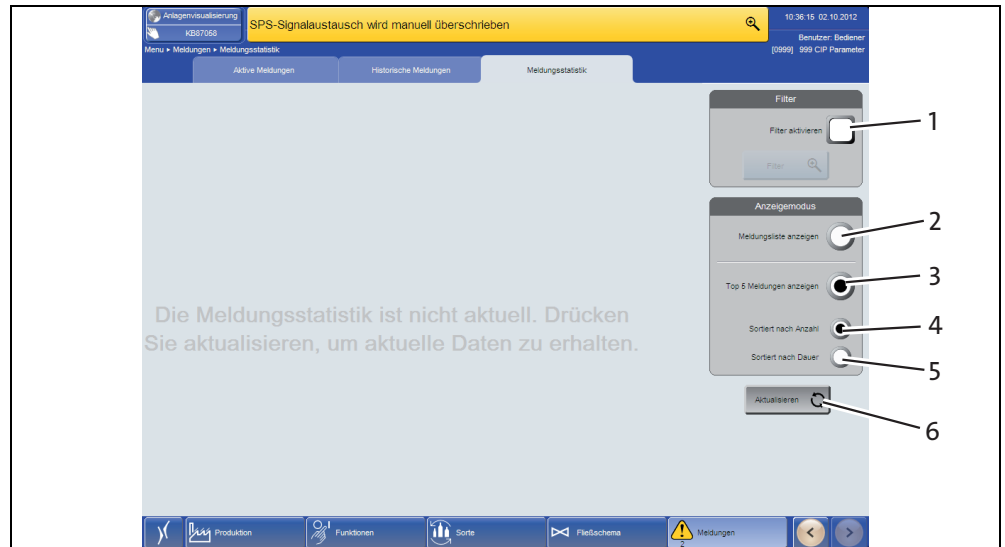 Anlagenvisualisierung
KB87058
SPS-Signalaustausch wird manuell überschrieben
10:36:15 02.10.2012
Benutzer: Bediener
Menu ▸ Meldungen ▸ Meldungsstatistik
[0999] 999 CIP Parameter
Aktive Meldungen
Historische Meldungen
Meldungsstatistik
Filter
Filter aktivieren
1
Filter
Anzeigemodus
Meldungsliste anzeigen
2
Top 5 Meldungen anzeigen
3
Sortiert nach Anzahl
4
Sortiert nach Dauer
5
Die Meldungsstatistik ist nicht aktuell. Drücken
Sie aktualisieren, um aktuelle Daten zu erhalten.
Aktualisieren
6
Produktion
Funktionen
Sorte
Fließschema
Meldungen
2